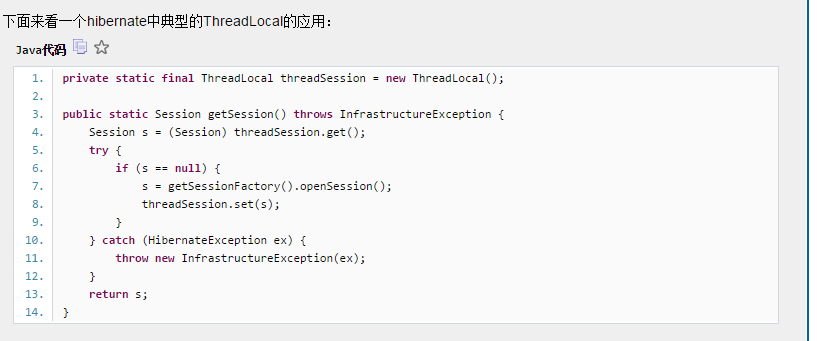 下面来看一个hibernate中典型的ThreadLocal的应用：
Java代码
1. private static final ThreadLocal threadSession = new ThreadLocal();
2.
3. public static Session getSession() throws InfrastructureException {
4.     Session s = (Session) threadSession.get();
5.     try {
6.         if (s == null) {
7.             s = getSessionFactory().openSession();
8.             threadSession.set(s);
9.         }
10.     } catch (HibernateException ex) {
11.         throw new InfrastructureException(ex);
12.     }
13.     return s;
14. }